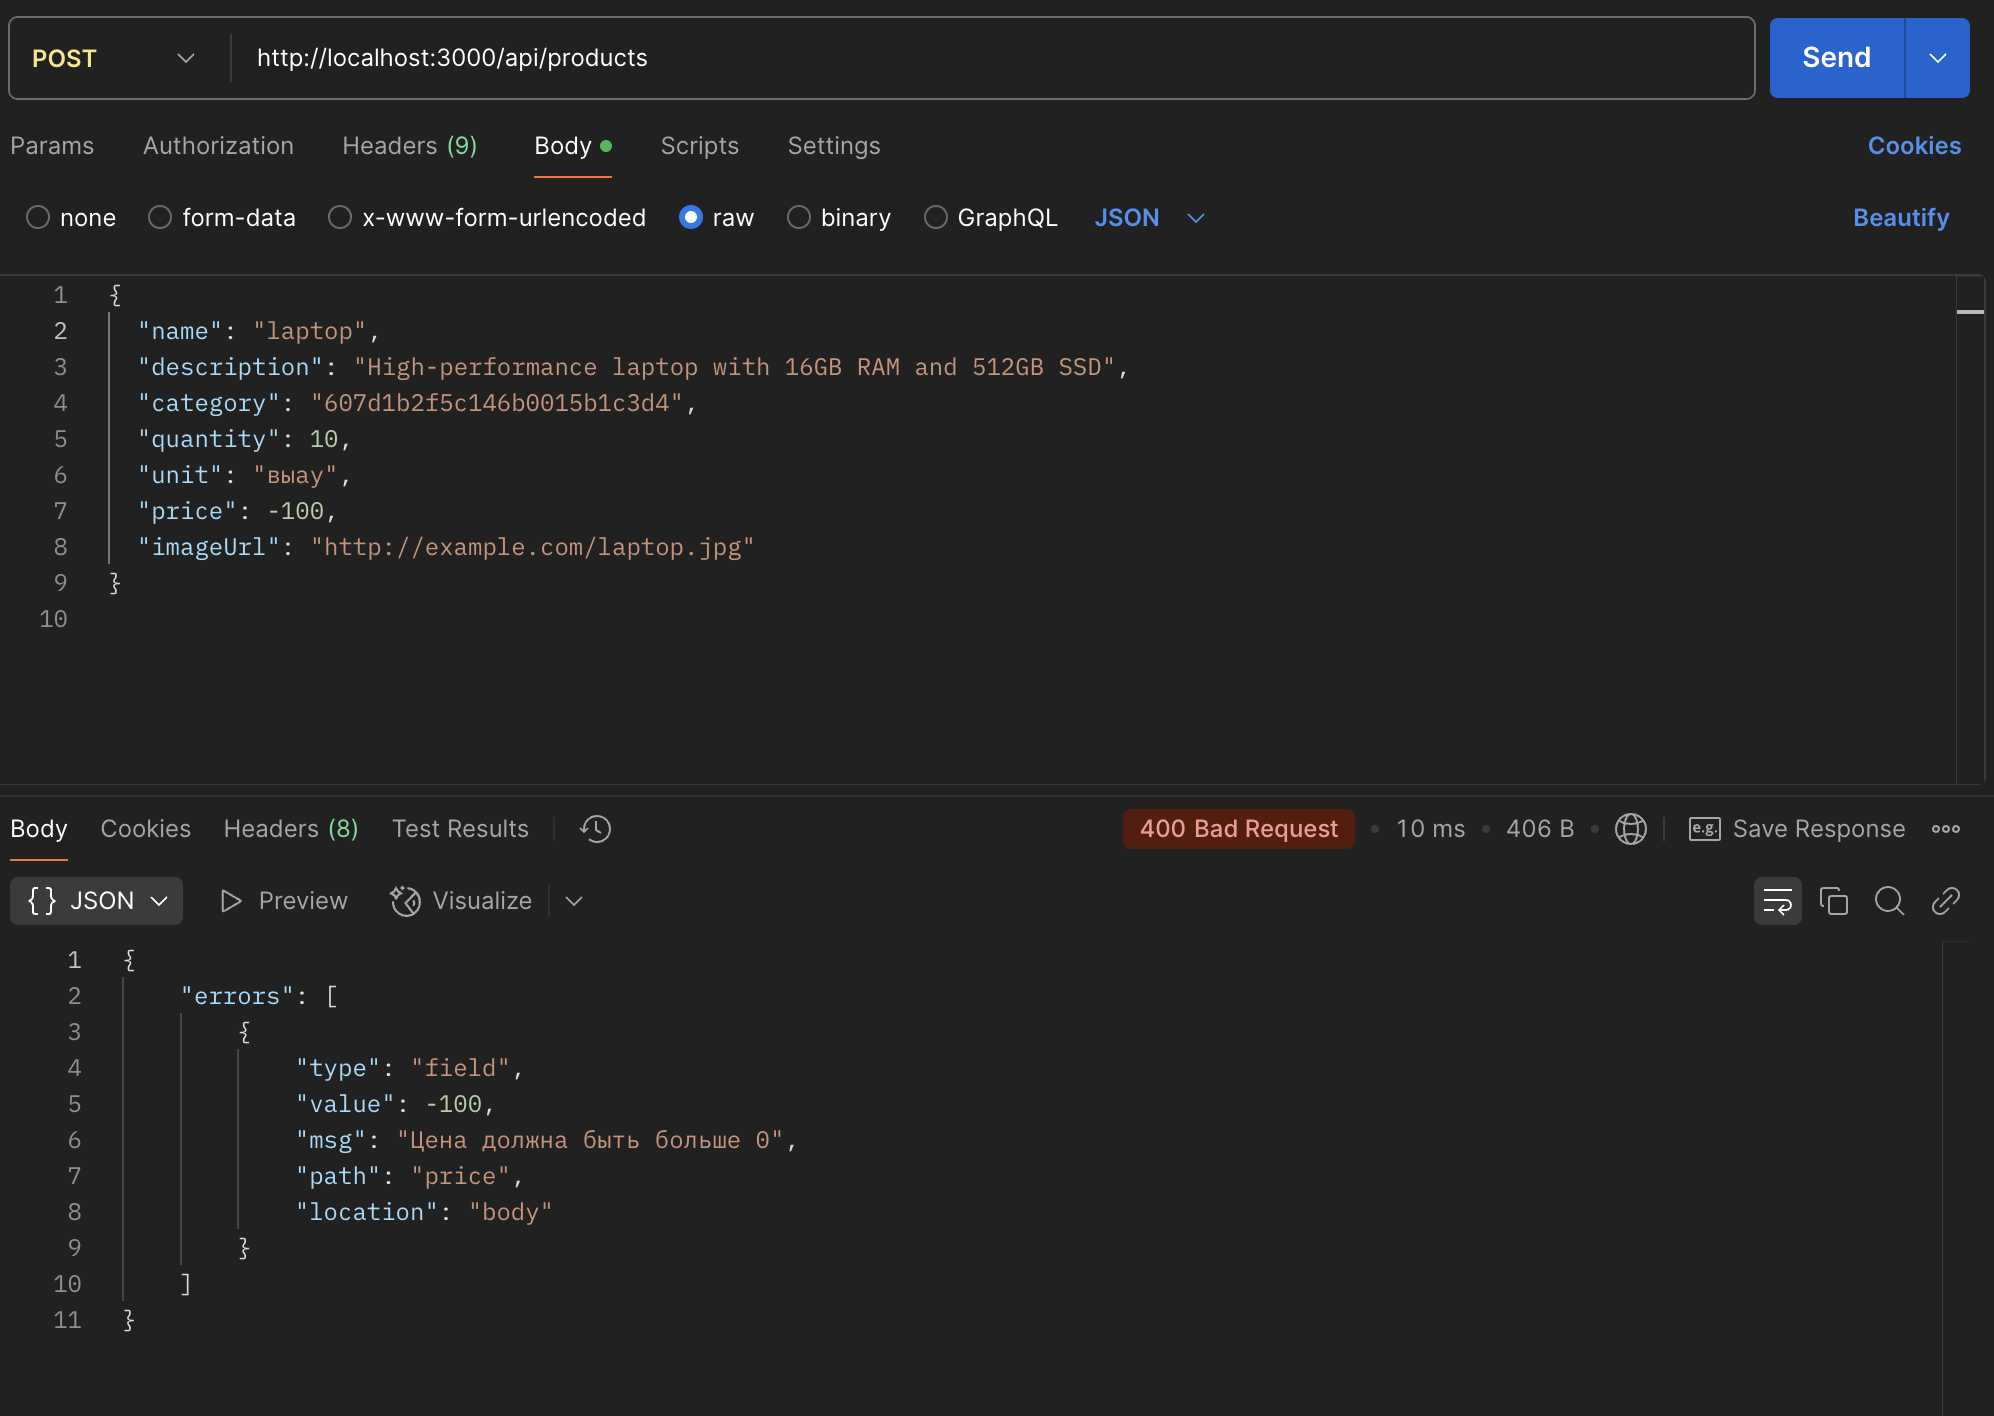 POST http://localhost:3000/api/products Send
Params Authorization Headers (9) Body Scripts Settings Cookies
none form-data x-www-form-urlencoded raw binary GraphQL JSON Beautify
1 {
2 "name": "laptop",
3 "description": "High-performance laptop with 16GB RAM and 512GB SSD",
4 "category": "607d1b2f5c146b0015b1c3d4",
5 "quantity": 10,
6 "unit": "выау",
7 "price": -100,
8 "imageUrl": "http://example.com/laptop.jpg"
9 }
10
Body Cookies Headers (8) Test Results 400 Bad Request 10 ms 406 B e.g. Save Response
{ } JSON Preview Visualize
1 {
2 "errors": [
3 {
4 "type": "field",
5 "value": -100,
6 "msg": "Цена должна быть больше 0",
7 "path": "price",
8 "location": "body"
9 }
10 ]
11 }